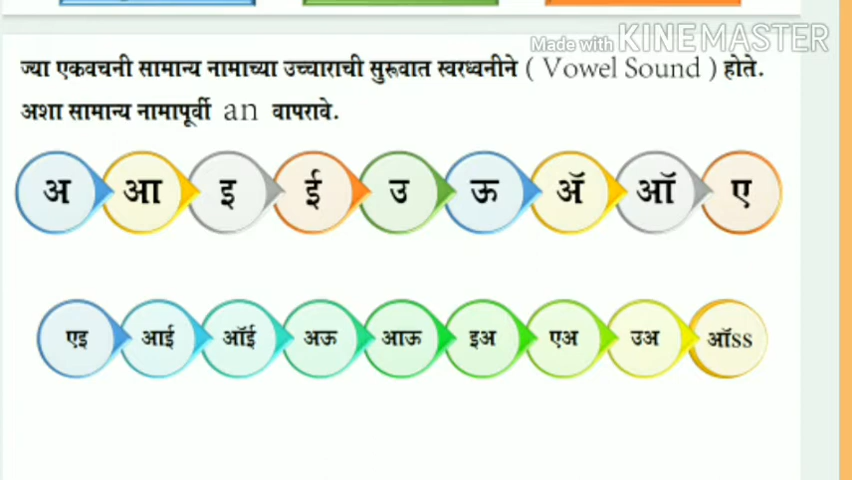 Made with KINEMASTER
ज्या एकवचनी सामान्य नामाच्या उच्चाराची सुरूवात स्वरध्वनीने ( Vowel Sound ) होते.
अशा सामान्य नामापूर्वी an वापरावे.
अ आ इ ई उ ऊ ॲ ऑ ए
एइ आई ऑई अऊ आऊ इअ एअ उअ ऑss